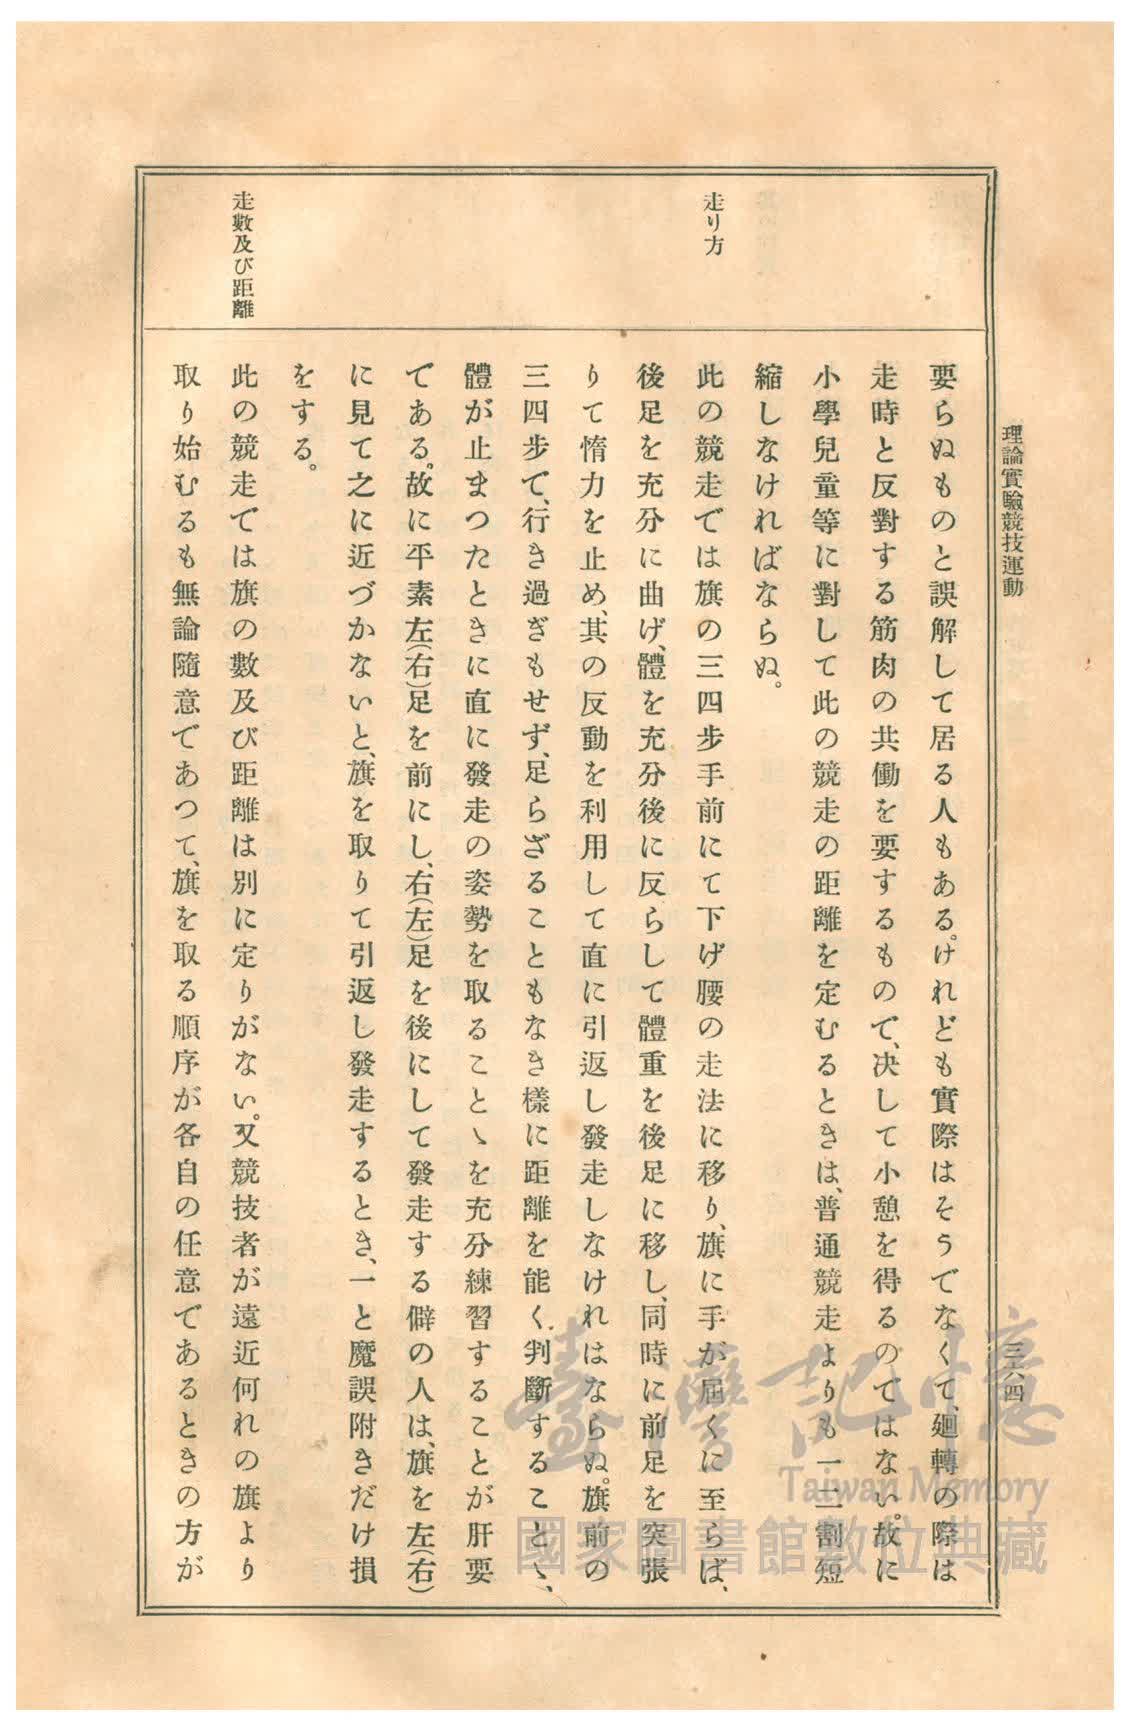 理論實驗競技運動
三六四
要らぬものと誤解して居る人もある。けれども實際はそうでなくて、廻轉の際は
走時と反對する筋肉の共働を要するもので、決して小憩を得るのてはない。故に
小學兒童等に對して此の競走の距離を定むるときは、普通競走よりも一二割短
縮しなければならぬ。
走り方
此の競走では旗の三四步手前にて下げ腰の走法に移り、旗に手が屆くに至らば、
後足を充分に曲げ、體を充分後に反らして體重を後足に移し、同時に前足を突張
りて惰力を止め、其の反動を利用して直に引返し發走しなけれはならぬ。旗前の
三四步で、行き過ぎもせず、足らざることもなき樣に距離を能く判斷することゝ、
體が止まつたときに直に發走の姿勢を取ることゝを充分練習することが肝要
である。故に平素左(右)足を前にし、右(左)足を後にして發走する僻の人は、旗を左(右)
に見て之に近づかないと、旗を取りて引返し發走するとき、一と魔誤附きだけ損
をする。
走數及び距離
此の競走では旗の數及び距離は別に定りがない。又競技者が遠近何れの旗より
取り始むるも無論隨意であつて、旗を取る順序が各自の任意であるときの方が
臺灣記憶
Taiwan Memory
國家圖書館數位典藏